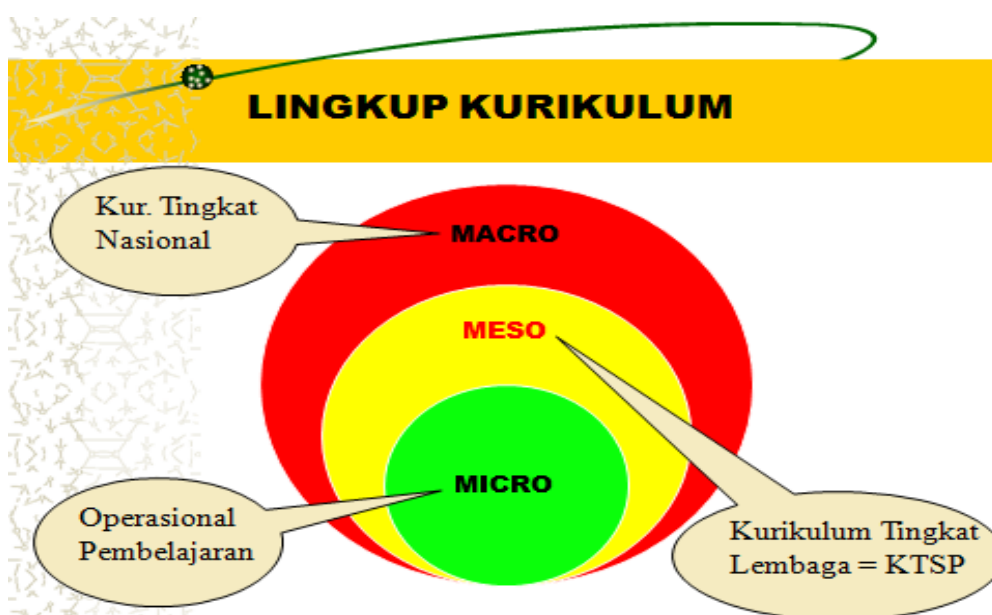 LINGKUP KURIKULUM
Kur. Tingkat
Nasional
MACRO
MESO
MICRO
Operasional
Pembelajaran
Kurikulum Tingkat
Lembaga = KTSP